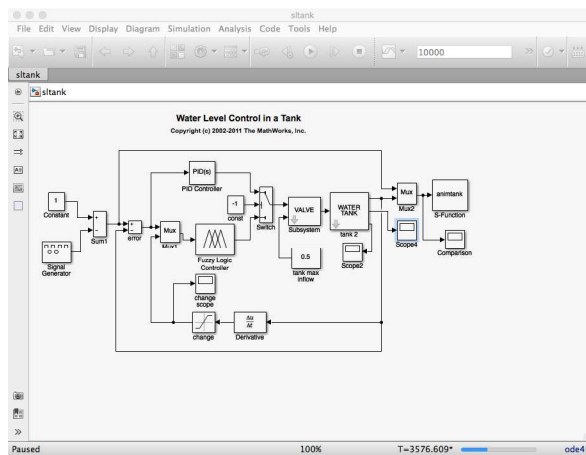 sltank
File Edit View Display Diagram Simulation Analysis Code Tools Help
10000
sltank
sltank
Water Level Control in a Tank
Copyright (c) 2002-2011 The MathWorks, Inc.
PID(s)
PID Controller
1
Constant
-1
const
Switch
VALVE
Subsystem
WATER
TANK
tank 2
Mux
Mux2
animtank
S-Function
Sum1
error
Mux
Mux1
Fuzzy Logic
Controller
Signal
Generator
0.5
tank max
inflow
Scope2
Scope4
Comparison
change
scope
change
Δu
Δt
Derivative
Paused
100%
T=3576.609*
ode4